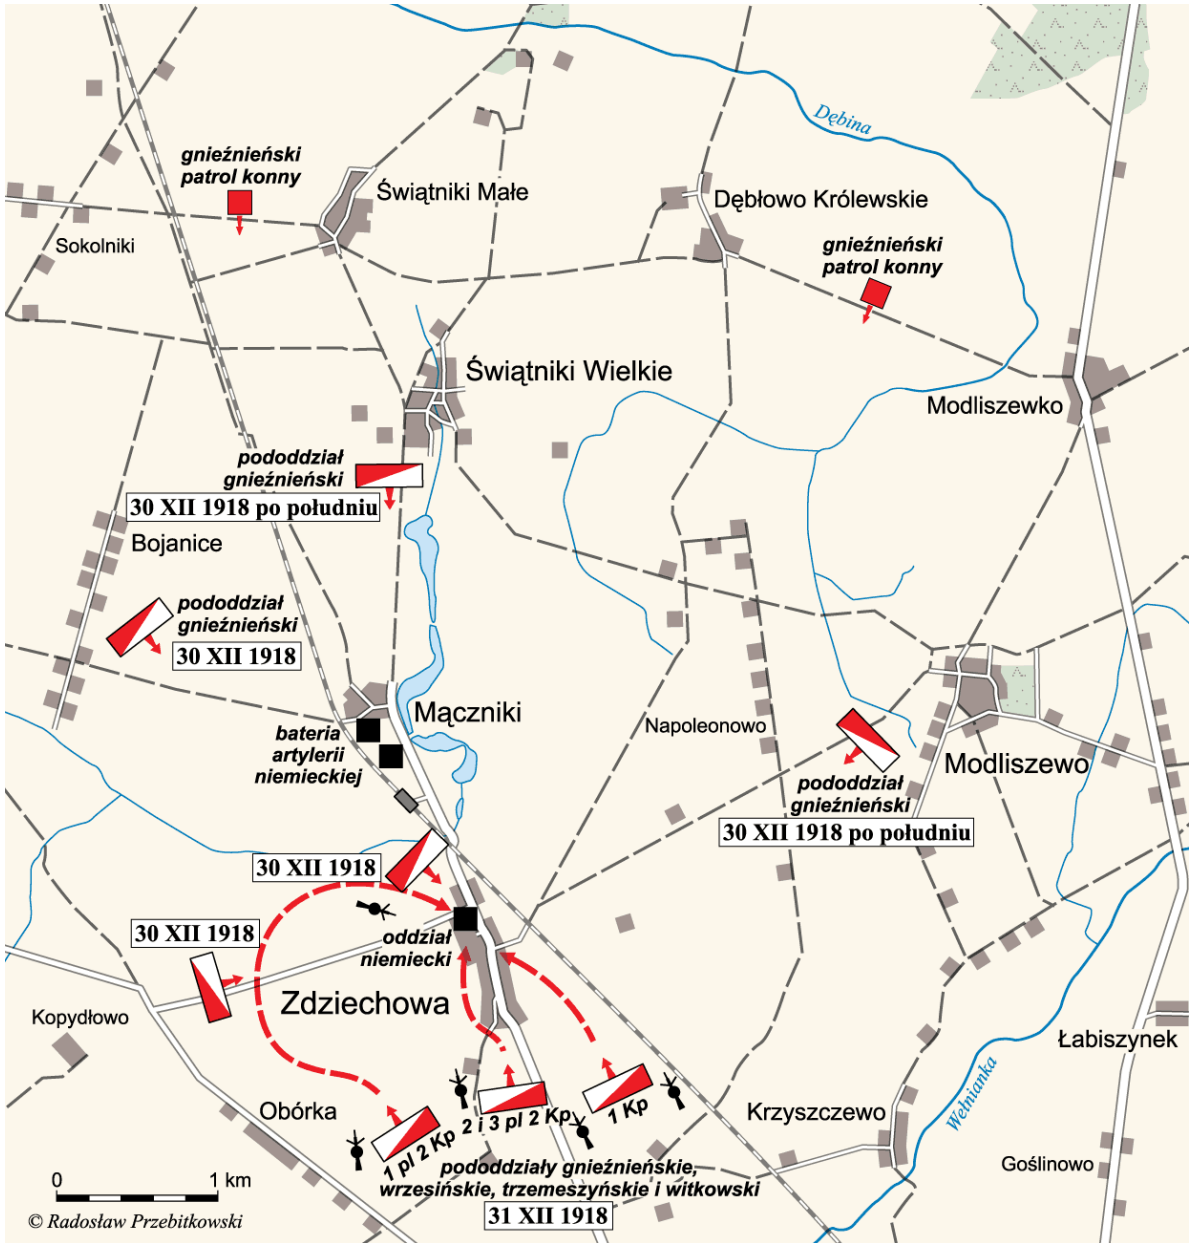 Dębina
gnieźnieński
patrol konny
Świątniki Małe
Dębłowo Królewskie
Sokolniki
gnieźnieński
patrol konny
Świątniki Wielkie
Modliszewko
pododdział
gnieźnieński
30 XII 1918 po południu
Bojanice
pododdział
gnieźnieński
30 XII 1918
Mączniki
Napoleonowo
bateria
artylerii
niemieckiej
Modliszewo
pododdział
gnieźnieński
30 XII 1918 po południu
30 XII 1918
30 XII 1918
oddział
niemiecki
Zdziechowa
Kopydłowo
Łabiszynek
Obórka
1 pl 2 Kp
2 i 3 pl 2 Kp
1 Kp
Krzyszczewo
Wełnianka
Goślinowo
pododdziały gnieźnieńskie,
wrzesińskie, trzemeszyńskie i witkowski
31 XII 1918
0 1 km
© Radosław Przebitkowski